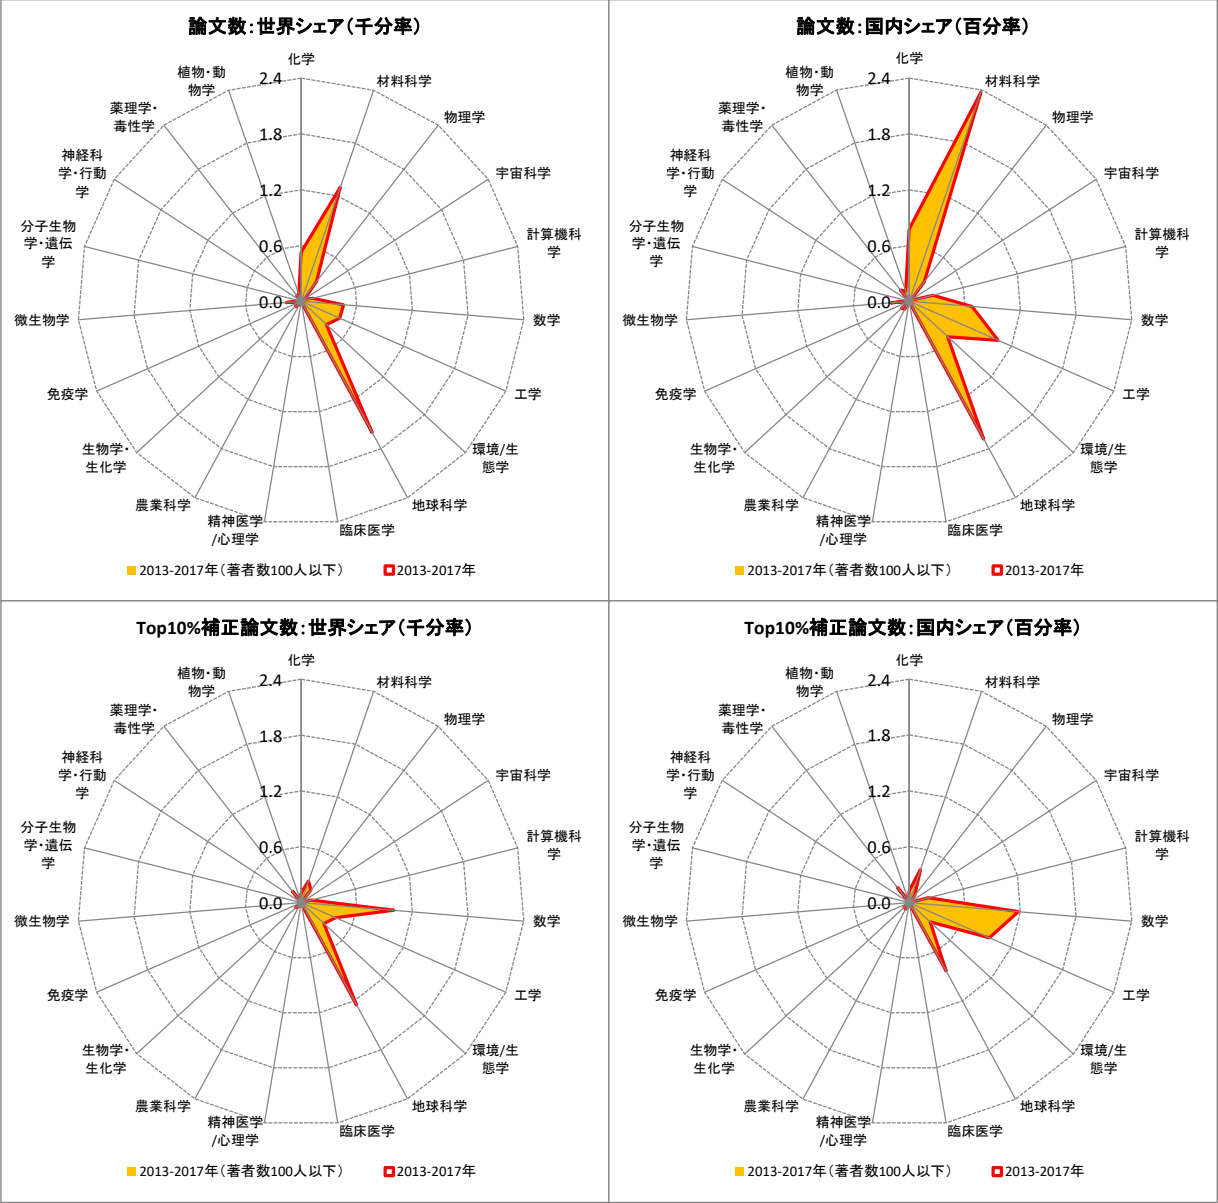 論文数:世界シェア(千分率)
化学
材料科学
物理学
宇宙科学
計算機科
学
数学
工学
環境/生
態学
地球科学
臨床医学
精神医学
/心理学
農業科学
生物学・
生化学
免疫学
微生物学
分子生物
学・遺伝
学
神経科
学・行動
学
薬理学・
毒性学
植物・動
物学
2.4
1.8
1.2
0.6
0.0
2013-2017年(著者数100人以下)
2013-2017年
論文数:国内シェア(百分率)
化学
材料科学
物理学
宇宙科学
計算機科
学
数学
工学
環境/生
態学
地球科学
臨床医学
精神医学
/心理学
農業科学
生物学・
生化学
免疫学
微生物学
分子生物
学・遺伝
学
神経科
学・行動
学
薬理学・
毒性学
植物・動
物学
2.4
1.8
1.2
0.6
0.0
2013-2017年(著者数100人以下)
2013-2017年
Top10%補正論文数:世界シェア(千分率)
化学
材料科学
物理学
宇宙科学
計算機科
学
数学
工学
環境/生
態学
地球科学
臨床医学
精神医学
/心理学
農業科学
生物学・
生化学
免疫学
微生物学
分子生物
学・遺伝
学
神経科
学・行動
学
薬理学・
毒性学
植物・動
物学
2.4
1.8
1.2
0.6
0.0
2013-2017年(著者数100人以下)
2013-2017年
Top10%補正論文数:国内シェア(百分率)
化学
材料科学
物理学
宇宙科学
計算機科
学
数学
工学
環境/生
態学
地球科学
臨床医学
精神医学
/心理学
農業科学
生物学・
生化学
免疫学
微生物学
分子生物
学・遺伝
学
神経科
学・行動
学
薬理学・
毒性学
植物・動
物学
2.4
1.8
1.2
0.6
0.0
2013-2017年(著者数100人以下)
2013-2017年